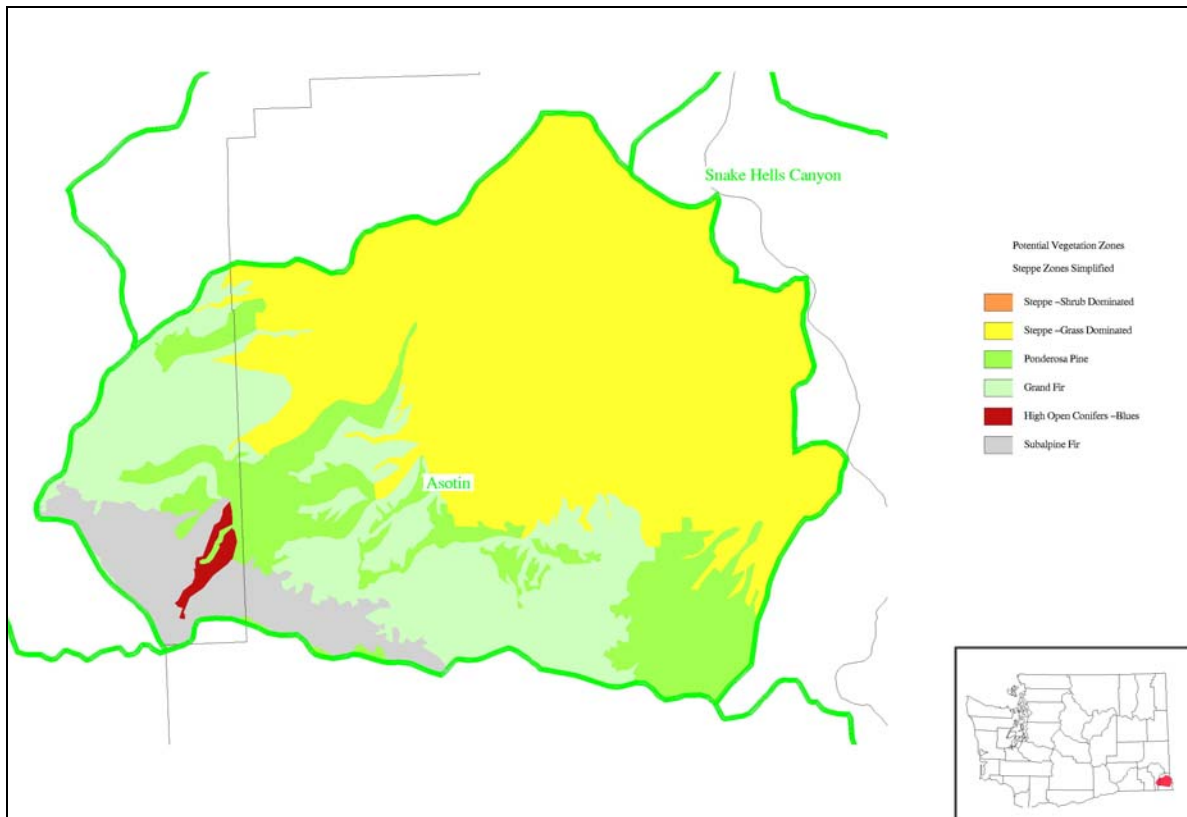 Snake Hells Canyon
Asotin
Potential Vegetation Zones
Steppe Zones Simplified
Steppe -Shrub Dominated
Steppe -Grass Dominated
Ponderosa Pine
Grand Fir
High Open Conifers -Blues
Subalpine Fir